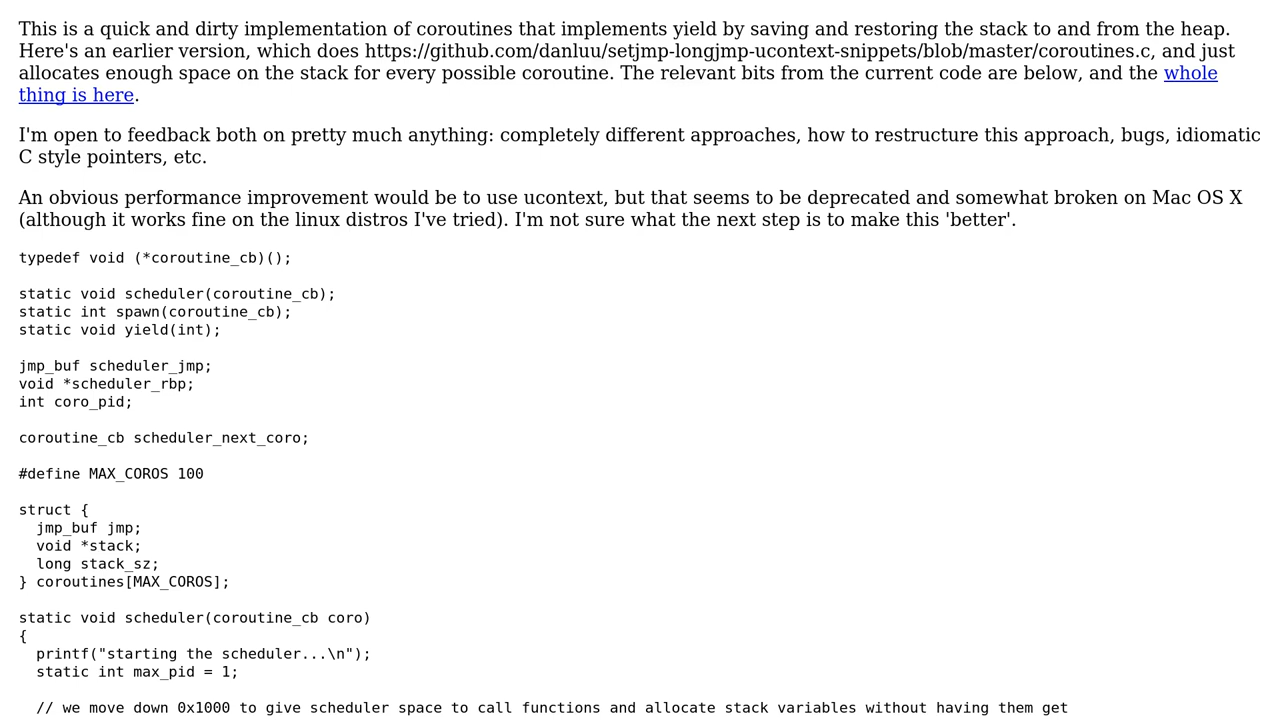 This is a quick and dirty implementation of coroutines that implements yield by saving and restoring the stack to and from the heap.
Here's an earlier version, which does https://github.com/danluu/setjmp-longjmp-ucontext-snippets/blob/master/coroutines.c, and just
allocates enough space on the stack for every possible coroutine. The relevant bits from the current code are below, and the whole
thing is here.
I'm open to feedback both on pretty much anything: completely different approaches, how to restructure this approach, bugs, idiomatic
C style pointers, etc.
An obvious performance improvement would be to use ucontext, but that seems to be deprecated and somewhat broken on Mac OS X
(although it works fine on the linux distros I've tried). I'm not sure what the next step is to make this 'better'.
typedef void (*coroutine_cb)();
static void scheduler(coroutine_cb);
static int spawn(coroutine_cb);
static void yield(int);
jmp_buf scheduler_jmp;
void *scheduler_rbp;
int coro_pid;
coroutine_cb scheduler_next_coro;
#define MAX_COROS 100
struct {
  jmp_buf jmp;
  void *stack;
  long stack_sz;
} coroutines[MAX_COROS];
static void scheduler(coroutine_cb coro)
{
  printf("starting the scheduler...\n");
  static int max_pid = 1;
  // we move down 0x1000 to give scheduler space to call functions and allocate stack variables without having them get